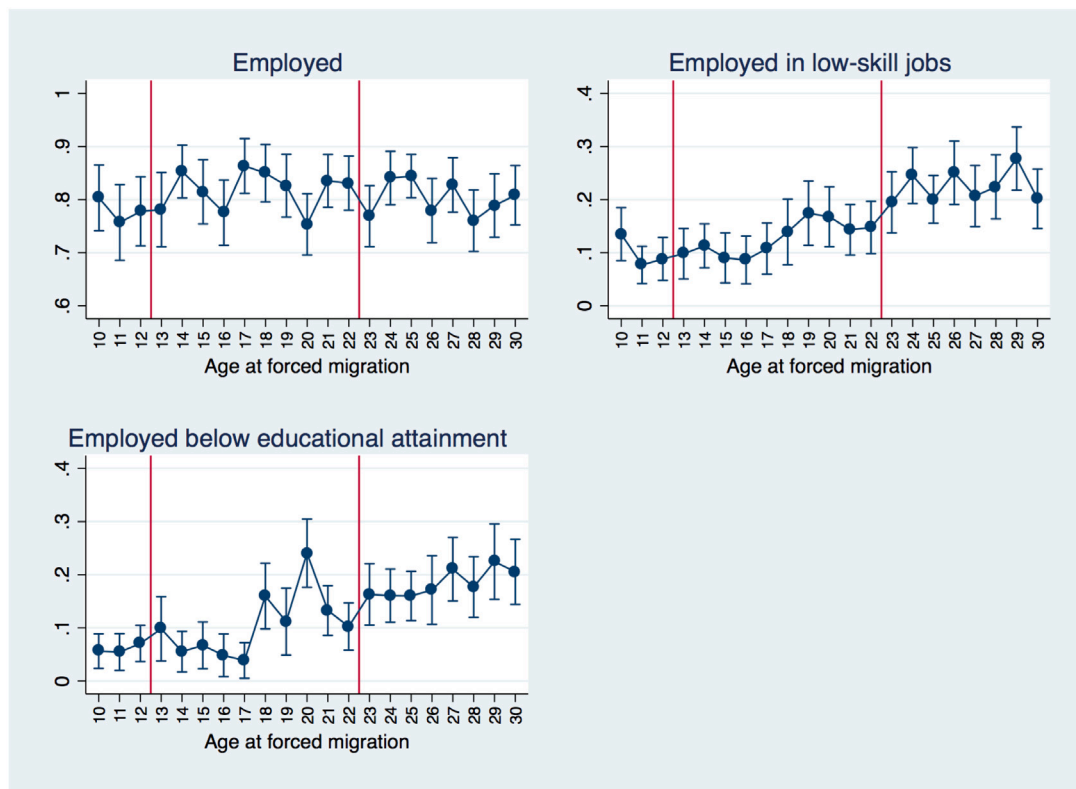 Employed
1
.9
.8
.7
.6
10 11 12 13 14 15 16 17 18 19 20 21 22 23 24 25 26 27 28 29 30
Age at forced migration
Employed in low-skill jobs
.4
.3
.2
.1
0
10 11 12 13 14 15 16 17 18 19 20 21 22 23 24 25 26 27 28 29 30
Age at forced migration
Employed below educational attainment
.4
.3
.2
.1
0
10 11 12 13 14 15 16 17 18 19 20 21 22 23 24 25 26 27 28 29 30
Age at forced migration